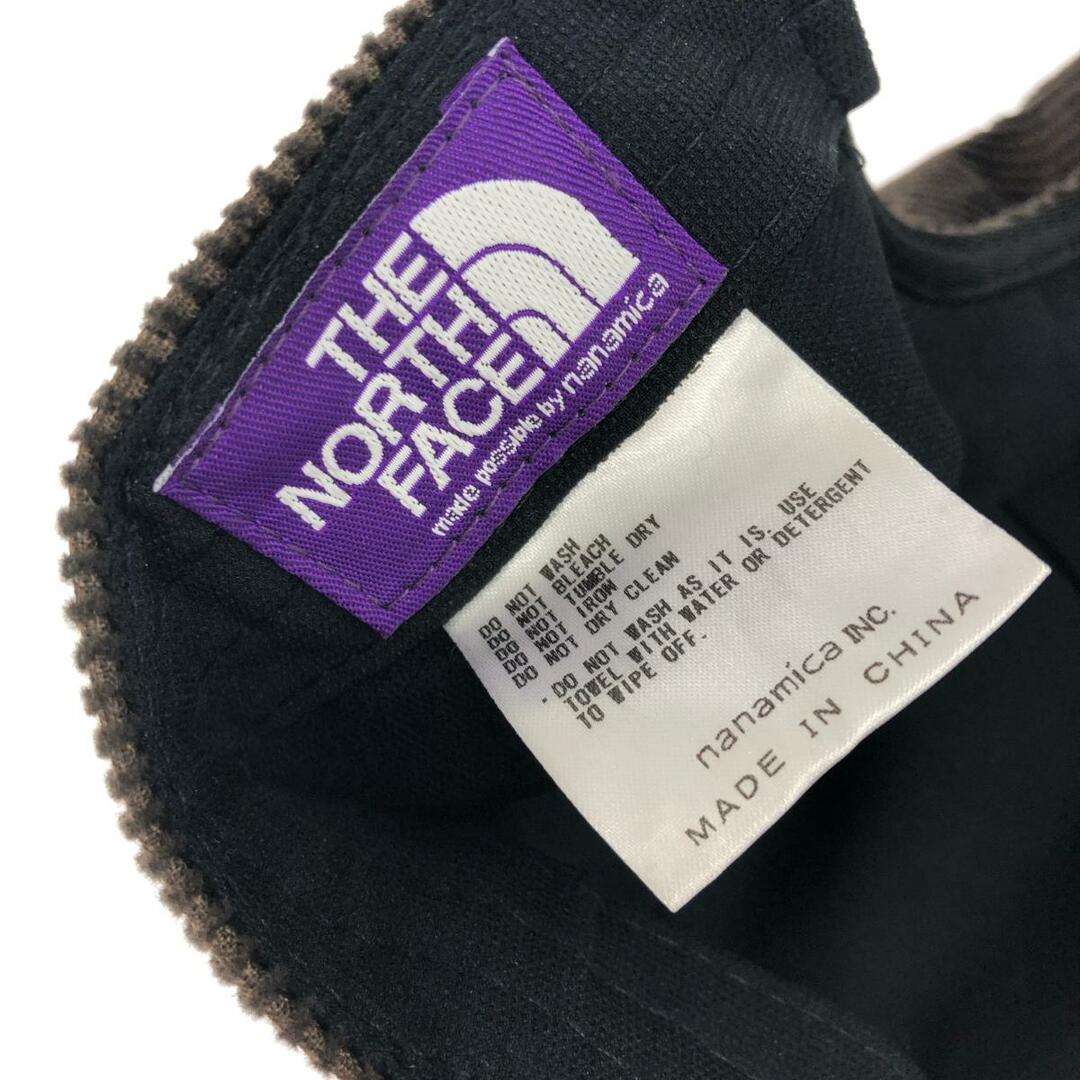 THE
NORTH
FACE
made possible by nanamica
DO NOT WASH
DO NOT BLEACH
DO NOT TUMBLE DRY
DO NOT IRON
DO NOT DRY CLEAN
·DO NOT WASH AS IT IS. USE
TOWEL WITH WATER OR DETERGENT
TO WIPE OFF.
nanamica INC.
MADE IN CHINA